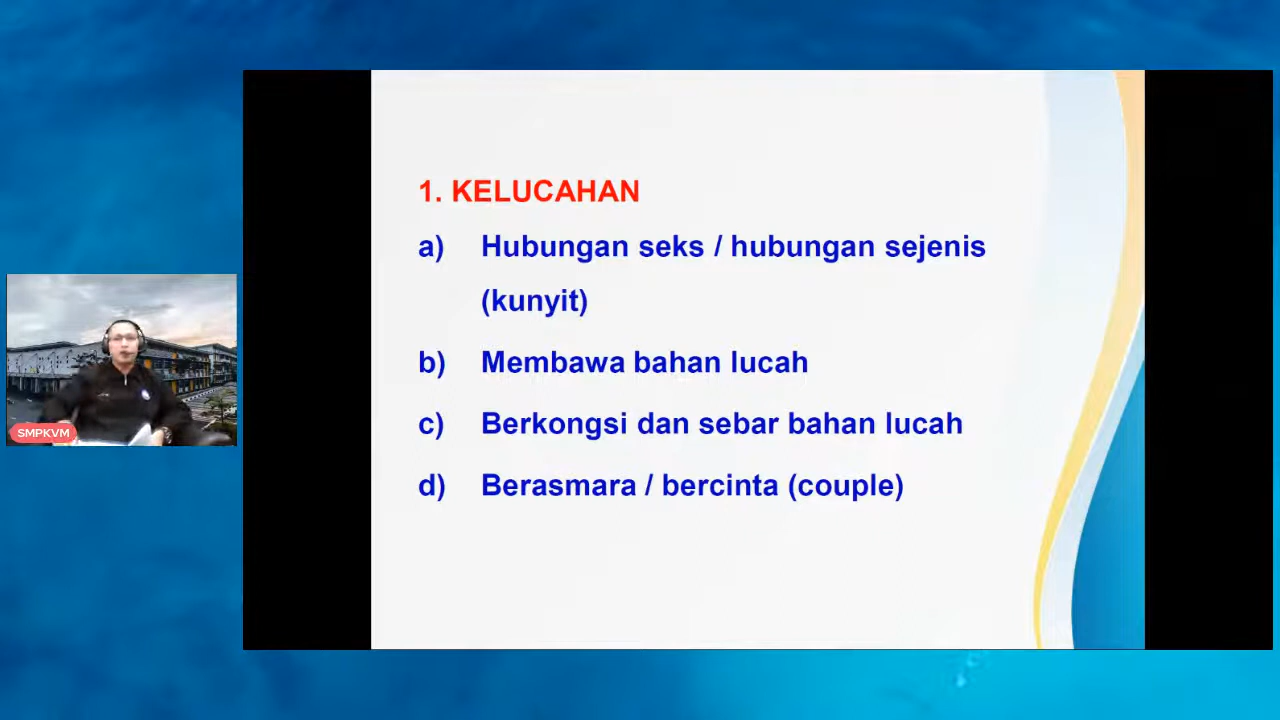 1. KELUCAHAN
a) Hubungan seks / hubungan sejenis
(kunyit)
b) Membawa bahan lucah
c) Berkongsi dan sebar bahan lucah
d) Berasmara / bercinta (couple)
SMPKVM